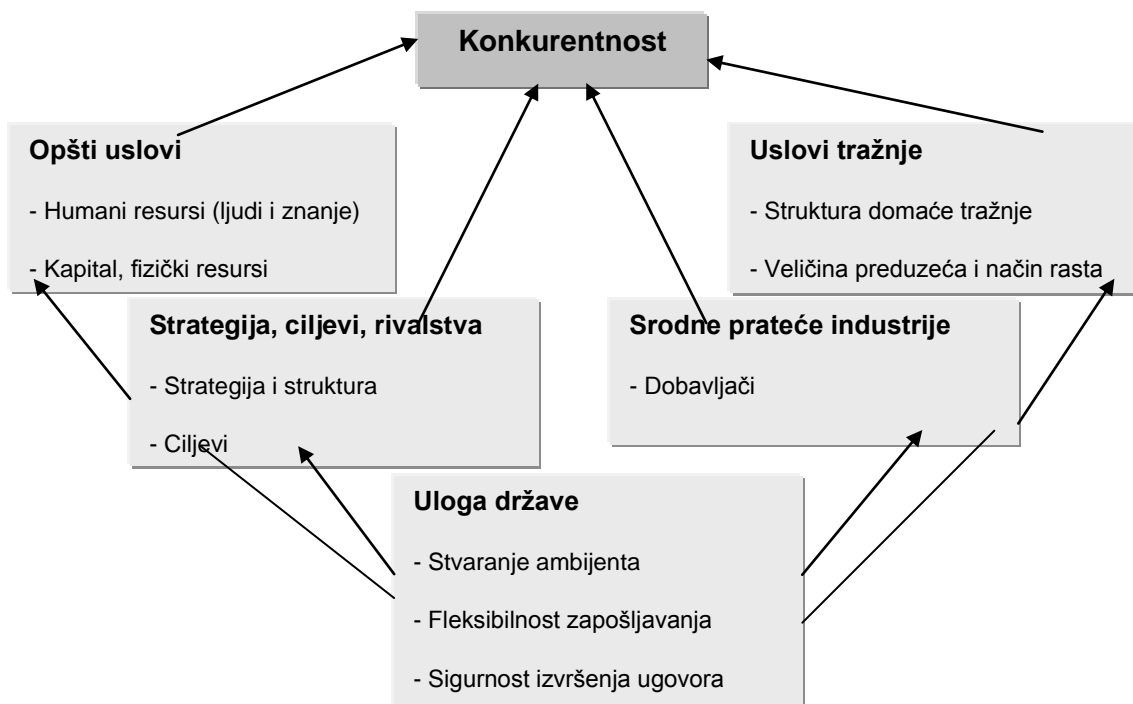 Konkurentnost
Opšti uslovi
- Humani resursi (ljudi i znanje)
- Kapital, fizički resursi
Uslovi tražnje
- Struktura domaće tražnje
- Veličina preduzeća i način rasta
Strategija, ciljevi, rivalstva
- Strategija i struktura
- Ciljevi
Srodne prateće industrije
- Dobavljači
Uloga države
- Stvaranje ambijenta
- Fleksibilnost zapošljavanja
- Sigurnost izvršenja ugovora